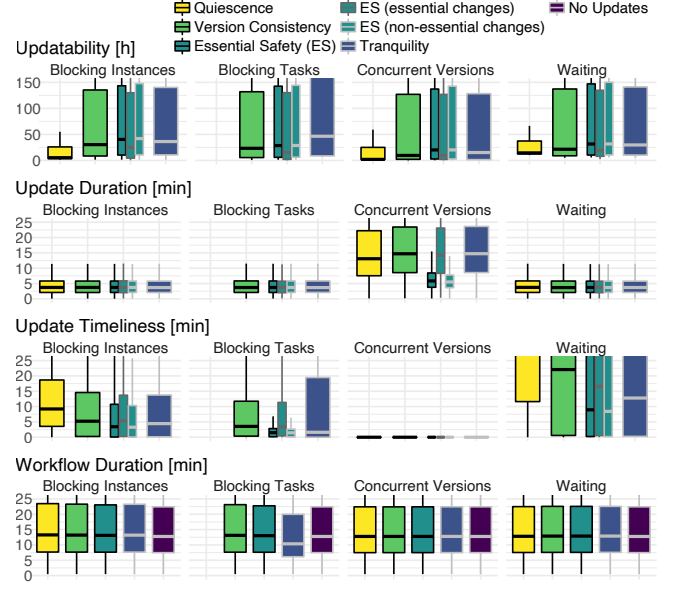 Quiescence ES (essential changes) No Updates
Version Consistency ES (non-essential changes)
Essential Safety (ES) Tranquility
Updatability [h]
Blocking Instances Blocking Tasks Concurrent Versions Waiting
150
100
50
0
Update Duration [min]
Blocking Instances Blocking Tasks Concurrent Versions Waiting
25
20
15
10
5
0
Update Timeliness [min]
Blocking Instances Blocking Tasks Concurrent Versions Waiting
25
20
15
10
5
0
Workflow Duration [min]
Blocking Instances Blocking Tasks Concurrent Versions Waiting
25
20
15
10
5
0